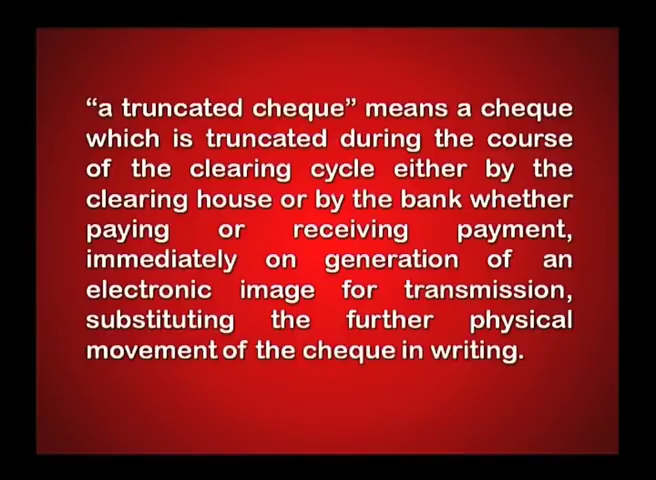 “a truncated cheque” means a cheque
which is truncated during the course
of the clearing cycle either by the
clearing house or by the bank whether
paying or receiving payment,
immediately on generation of an
electronic image for transmission,
substituting the further physical
movement of the cheque in writing.